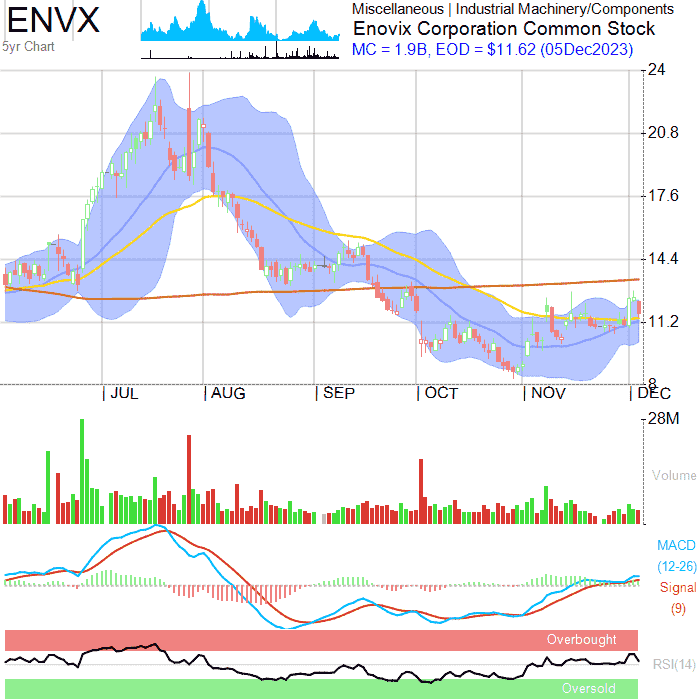 ENVX
5yr Chart
Miscellaneous | Industrial Machinery/Components
Enovix Corporation Common Stock
MC = 1.9B, EOD = $11.62 (05Dec2023)
24
20.8
17.6
14.4
11.2
8
| JUL | AUG | SEP | OCT | NOV | DEC
28M
Volume
MACD
(12-26)
Signal
(9)
Overbought
RSI(14)
Oversold